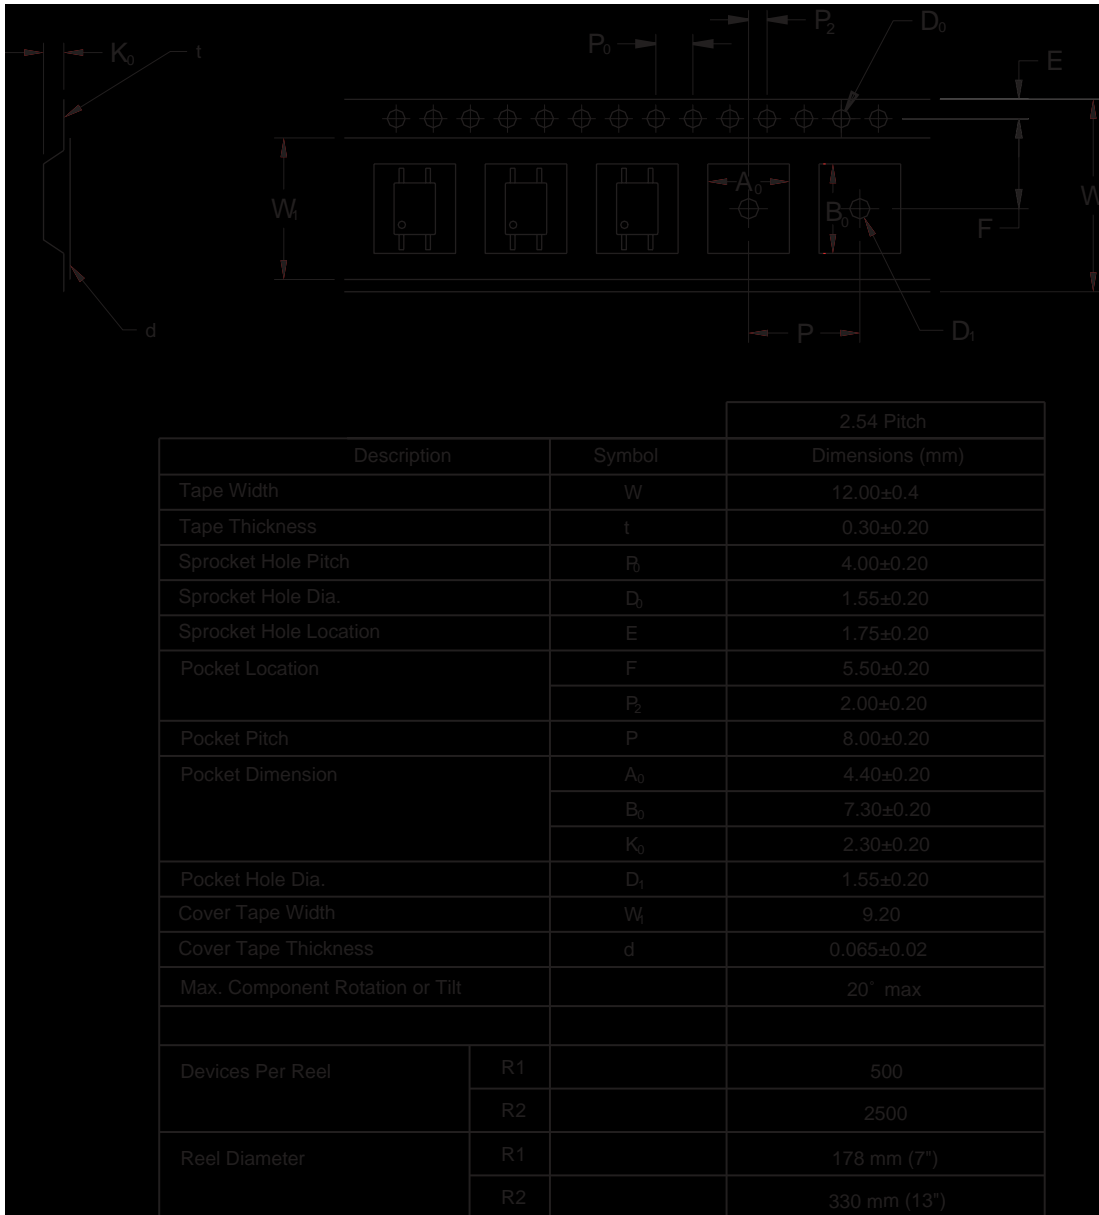 P2
D0
P0
K0
t
E
A0
W1
B0
W
F
d
P
D1
2.54 Pitch
Description Symbol Dimensions (mm)
Tape Width W 12.00±0.4
Tape Thickness t 0.30±0.20
Sprocket Hole Pitch P0 4.00±0.20
Sprocket Hole Dia. D0 1.55±0.20
Sprocket Hole Location E 1.75±0.20
Pocket Location F 5.50±0.20
P2 2.00±0.20
Pocket Pitch P 8.00±0.20
Pocket Dimension A0 4.40±0.20
B0 7.30±0.20
K0 2.30±0.20
Pocket Hole Dia. D1 1.55±0.20
Cover Tape Width W1 9.20
Cover Tape Thickness d 0.065±0.02
Max. Component Rotation or Tilt 20° max
Devices Per Reel R1 500
R2 2500
Reel Diameter R1 178 mm (7")
R2 330 mm (13")